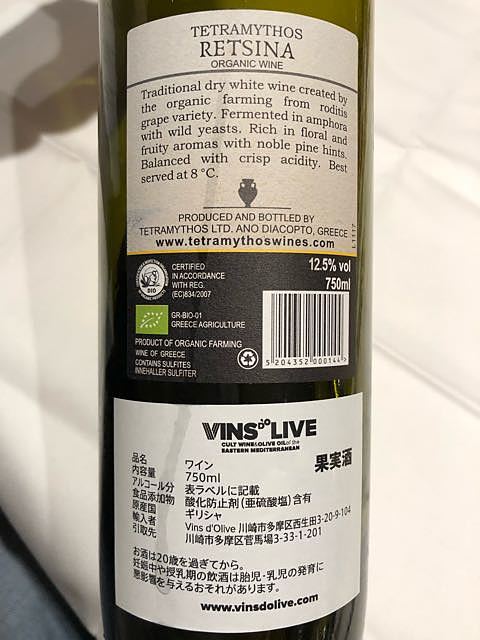 TETRAMYTHOS
RETSINA
ORGANIC WINE
Traditional dry white wine created by
the organic farming from roditis
grape variety. Fermented in amphora
with wild yeasts. Rich in floral and
fruity aromas with noble pine hints.
Balanced with crisp acidity. Best
served at 8 °C.
PRODUCED AND BOTTLED BY
TETRAMYTHOS LTD. ANO DIACOPTO, GREECE
www.tetramythoswines.com
L1117
CERTIFIED
IN ACCORDANCE
WITH REG.
(EC)834/2007
12.5% vol
750ml
BIO
GR-BIO-01
GREECE AGRICULTURE
PRODUCT OF ORGANIC FARMING
WINE OF GREECE
CONTAINS SULFITES
INNEHALLER SULFITER
5 204352 000144 >
VINS DO LIVE
CULT WINE&OLIVE OIL of the
EASTERN MEDITERRANEAN
果実酒
品名 ワイン
内容量 750ml
アルコール分 表ラベルに記載
食品添加物 酸化防止剤(亜硫酸塩)含有
原産国 ギリシャ
輸入者 Vins d'Olive 川崎市多摩区西生田3-20-9-104
引取先 川崎市多摩区菅馬場3-33-1-201
お酒は20歳を過ぎてから。
妊娠中や授乳期の飲酒は胎児・乳児の発育に
悪影響を与えるおそれがあります。
www.vinsdolive.com